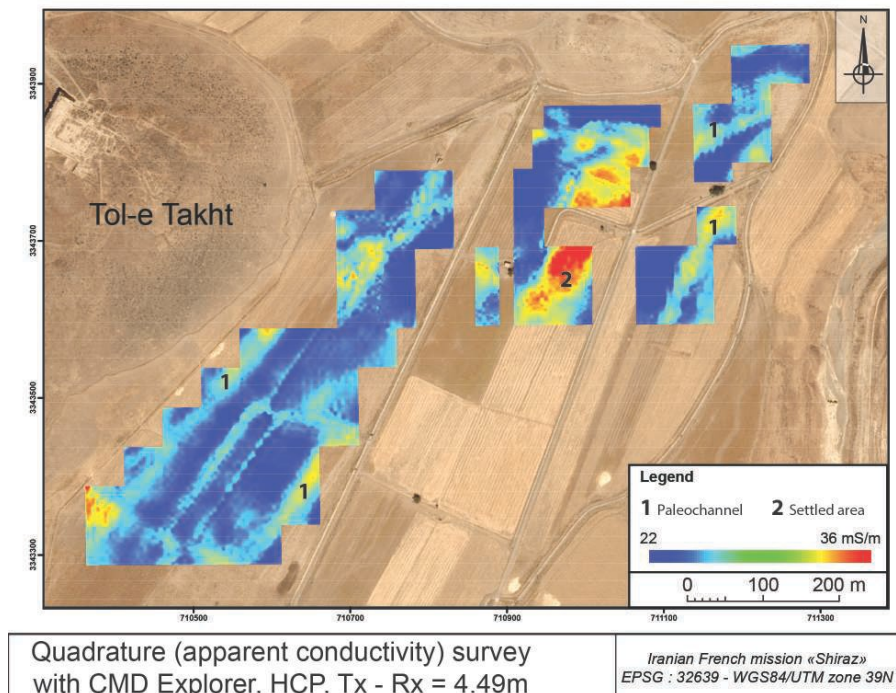 N
3343900
1
Tol-e Takht
3343700
1
2
1
3343500
1
Legend
1 Paleochannel 2 Settled area
22 36 mS/m
0 100 200 m
3343300
710500 710700 710900 711100 711300
Quadrature (apparent conductivity) survey
with CMD Explorer, HCP, Tx - Rx = 4.49m
Iranian French mission «Shiraz»
EPSG : 32639 - WGS84/UTM zone 39N